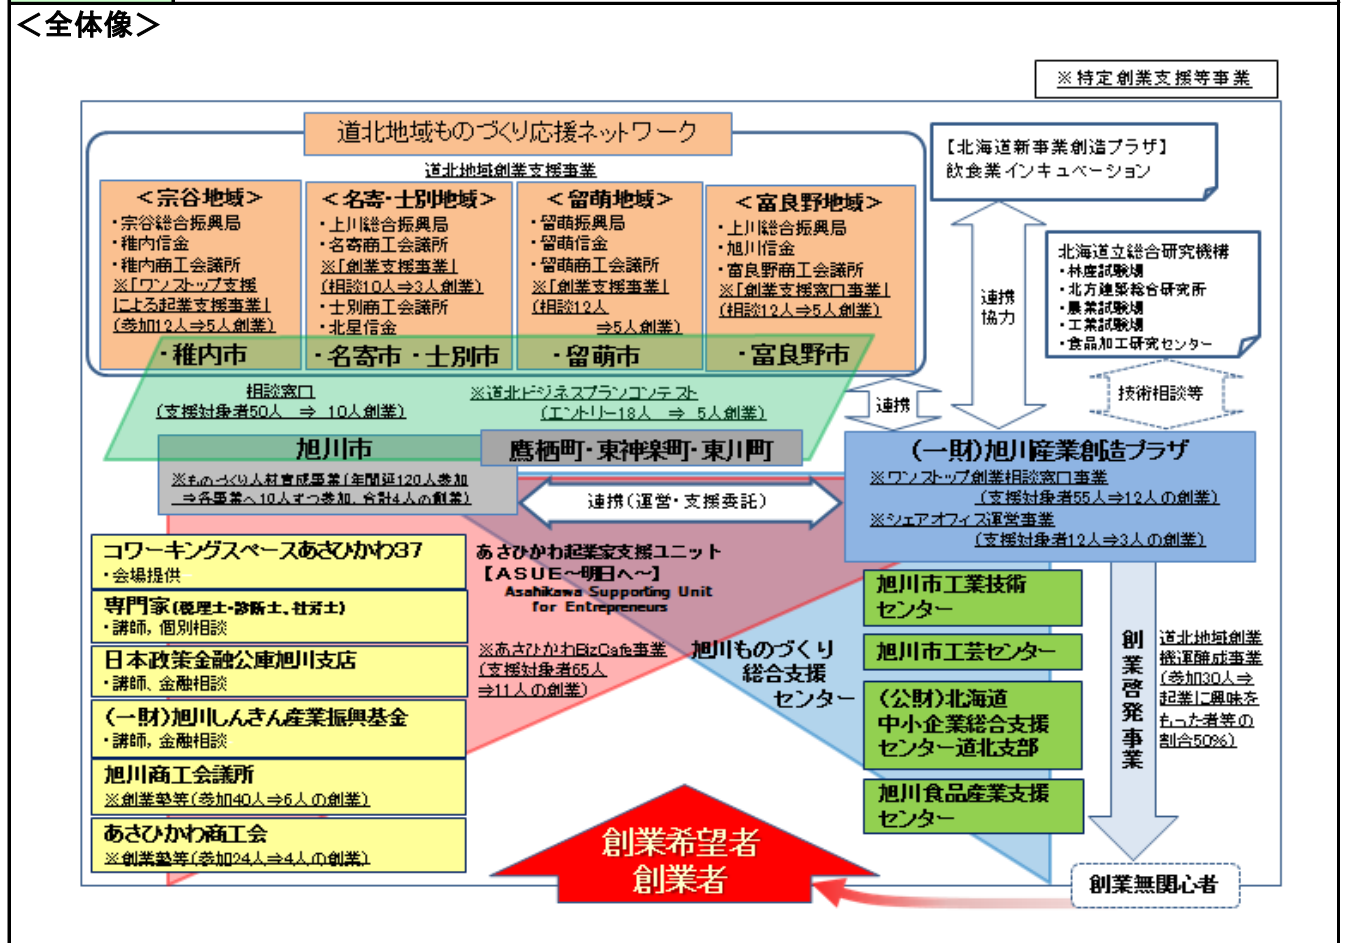 ＜全体像＞
※特定創業支援等事業
道北地域ものづくり応援ネットワーク
道北地域創業支援事業
＜宗谷地域＞
・宗谷総合振興局
・稚内信金
・稚内商工会議所
※「ワンストップ支援
による起業支援事業」
(参加12人⇒5人創業)
・稚内市
＜名寄・士別地域＞
・上川総合振興局
・名寄商工会議所
※「創業支援事業」
(相談10人⇒3人創業)
・士別商工会議所
・北星信金
・名寄市・士別市
＜留萌地域＞
・留萌振興局
・留萌信金
・留萌商工会議所
※「創業支援事業」
(相談12人
⇒5人創業)
・留萌市
＜富良野地域＞
・上川総合振興局
・旭川信金
・富良野商工会議所
※「創業支援窓口事業」
(相談12人⇒5人創業)
・富良野市
【北海道新事業創造プラザ】
飲食業インキュベーション
連携
協力
北海道立総合研究機構
・林産試験場
・北方建築総合研究所
・農業試験場
・工業試験場
・食品加工研究センター
技術相談等
連携
相談窓口
(支援対象者50人　⇒　10人創業)
※道北ビジネスプランコンテスト
(エントリー18人　⇒　5人創業)
旭川市
※ものづくり人材育成事業(年間延120人参加
⇒各事業へ10人ずつ参加、合計4人の創業)
鷹栖町・東神楽町・東川町
連携(運営・支援委託)
(一財)旭川産業創造プラザ
※ワンストップ創業相談窓口事業
(支援対象者55人⇒12人の創業)
※シェアオフィス運営事業
(支援対象者12人⇒3人の創業)
コワーキングスペースあさひかわ37
・会場提供
専門家(税理士・診断士、社労士)
・講師，個別相談
日本政策金融公庫旭川支店
・講師、金融相談
(一財)旭川しんきん産業振興基金
・講師，金融相談
旭川商工会議所
※創業塾等(参加40人⇒6人の創業)
あさひかわ商工会
※創業塾等(参加24人⇒4人の創業)
あさひかわ起業家支援ユニット
【ASUE～明日へ～】
Asahikawa Supporting Unit
for Entrepreneurs
※あさひかわBizCafe事業
(支援対象者65人
⇒11人の創業)
旭川ものづくり
総合支援
センター
旭川市工業技術
センター
旭川市工芸センター
(公財)北海道
中小企業総合支援
センター道北支部
旭川食品産業支援
センター
創業啓発事業
道北地域創業
機運醸成事業
(参加30人⇒
起業に興味を
もった者等の
割合50%)
創業希望者
創業者
創業無関心者